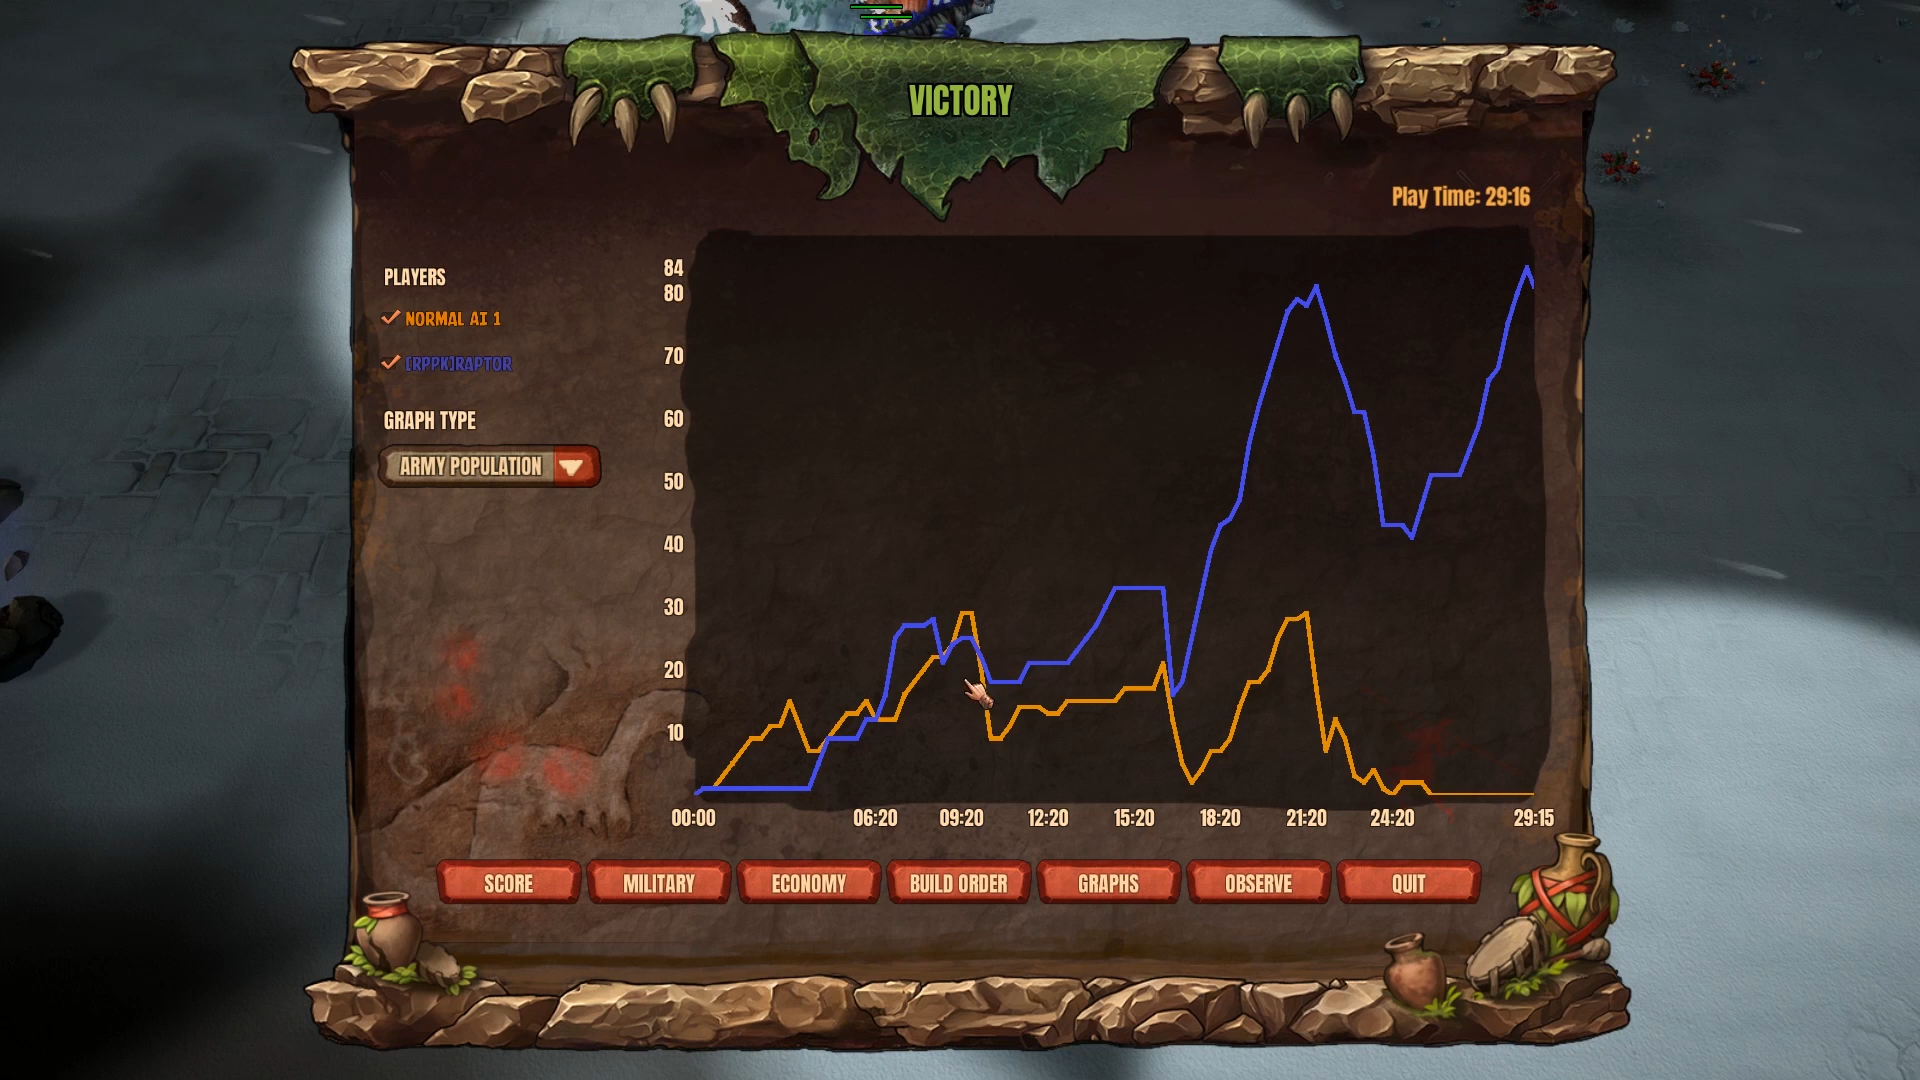 VICTORY
Play Time: 29:16
PLAYERS
NORMAL AI 1
[RPPK]RAPTOR
GRAPH TYPE
ARMY POPULATION
84
80
70
60
50
40
30
20
10
00:00 06:20 09:20 12:20 15:20 18:20 21:20 24:20 29:15
SCORE MILITARY ECONOMY BUILD ORDER GRAPHS OBSERVE QUIT